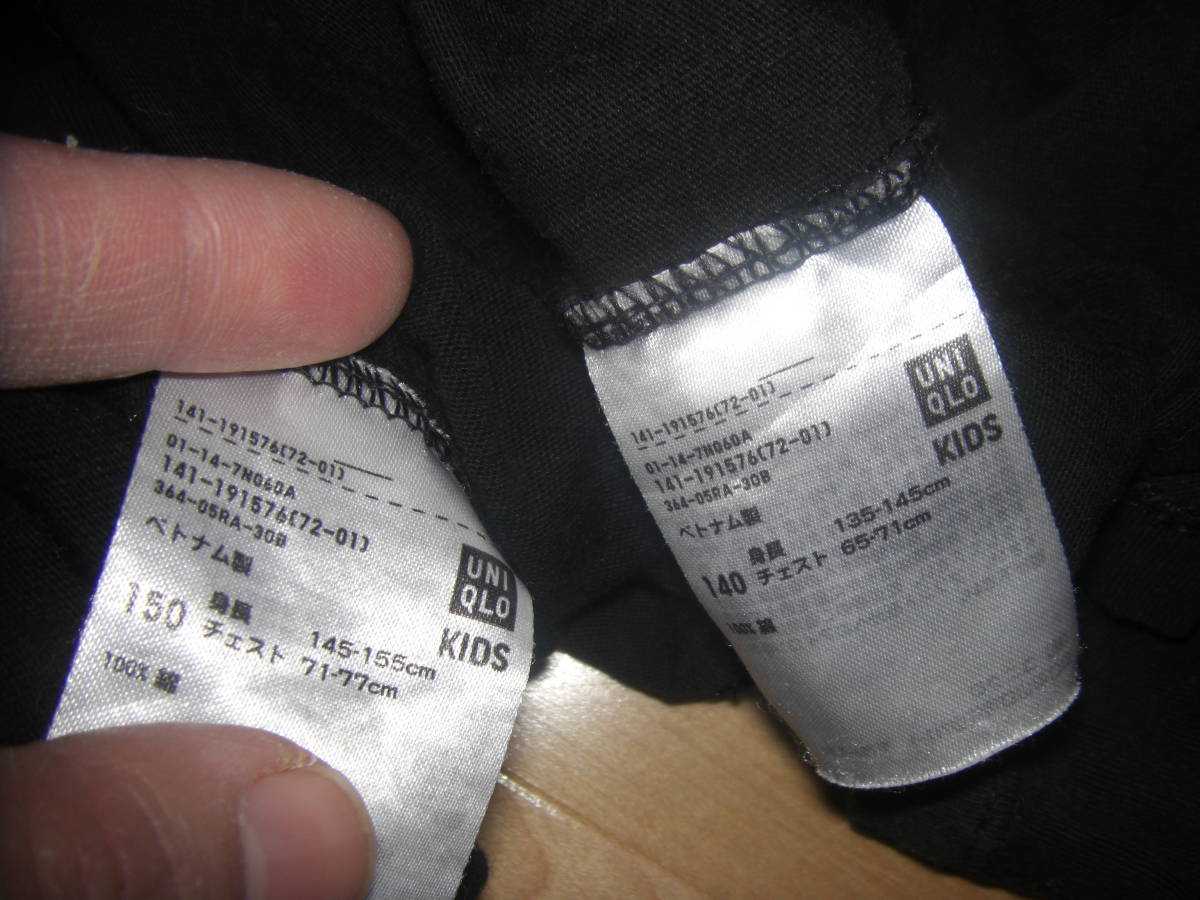 141-191576(72-01)
01-14-7N060A
141-191576(72-01)
364-05RA-30B
ベトナム製
UNI
QLO
KIDS
150 身長 145-155cm
チェスト 71-77cm
100% 綿
141-191576(72-01)
01-14-7N060A
141-191576(72-01)
364-05RA-30B
ベトナム製
UNI
QLO
KIDS
140 身長 135-145cm
チェスト 65-71cm
100% 綿